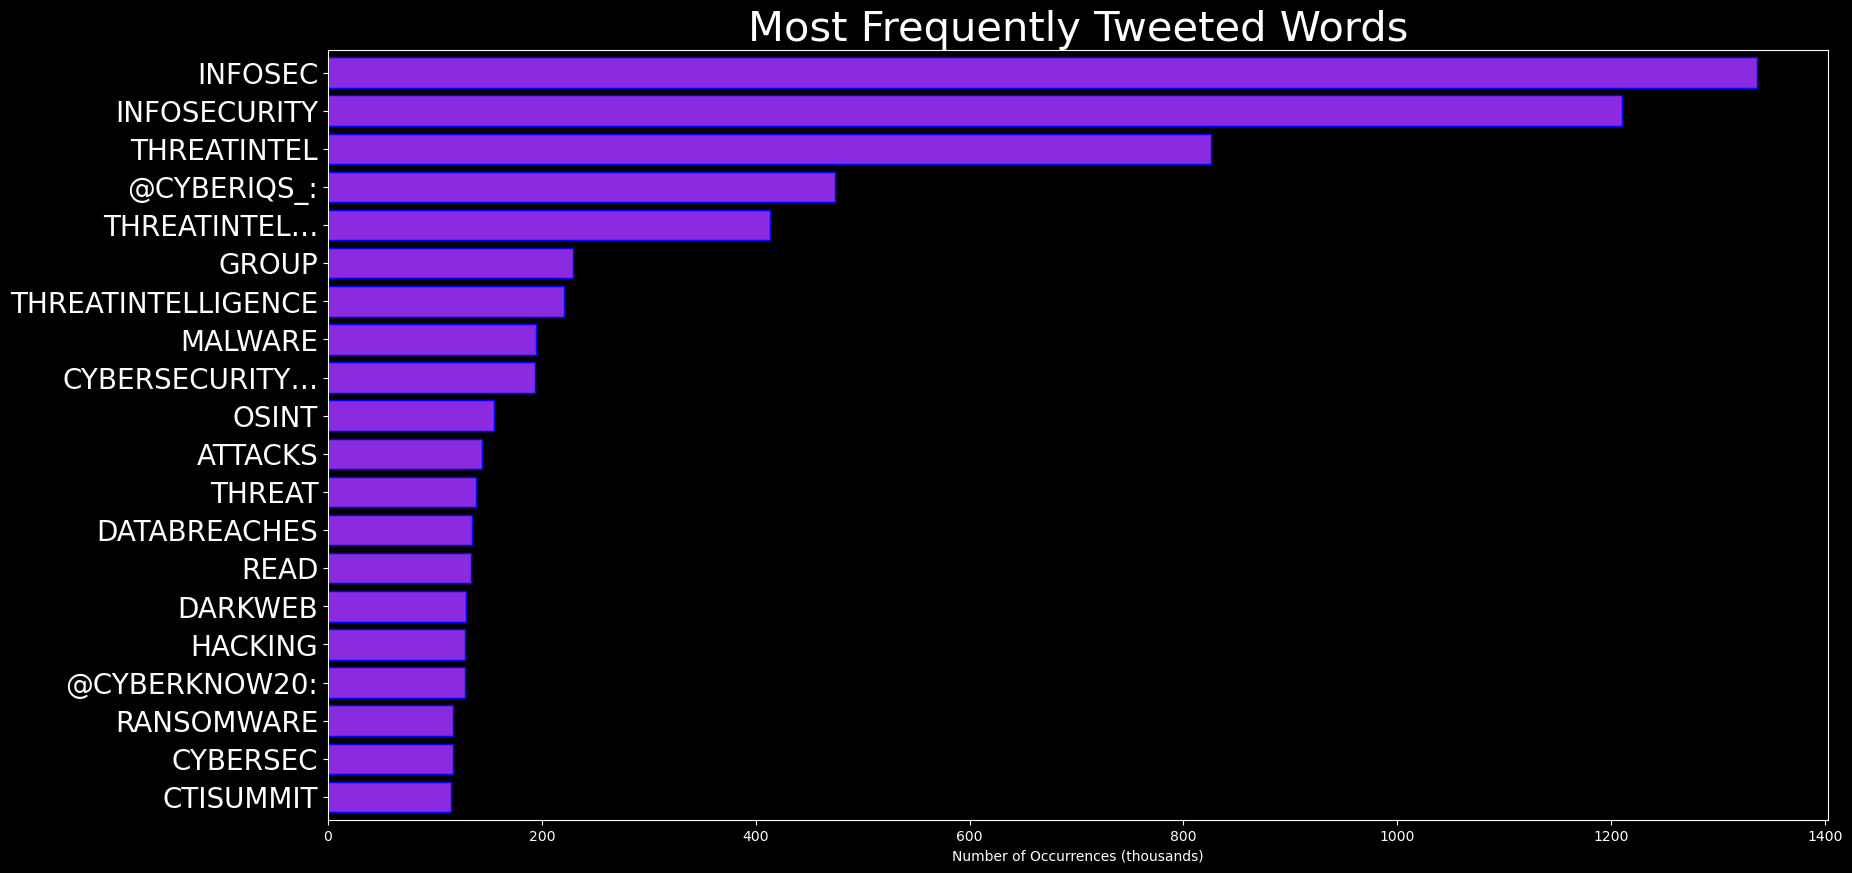 Most Frequently Tweeted Words
INFOSEC
INFOSECURITY
THREATINTEL
@CYBERIQS_:
THREATINTEL…
GROUP
THREATINTELLIGENCE
MALWARE
CYBERSECURITY…
OSINT
ATTACKS
THREAT
DATABREACHES
READ
DARKWEB
HACKING
@CYBERKNOW20:
RANSOMWARE
CYBERSEC
CTISUMMIT
0 200 400 600 800 1000 1200 1400
Number of Occurrences (thousands)